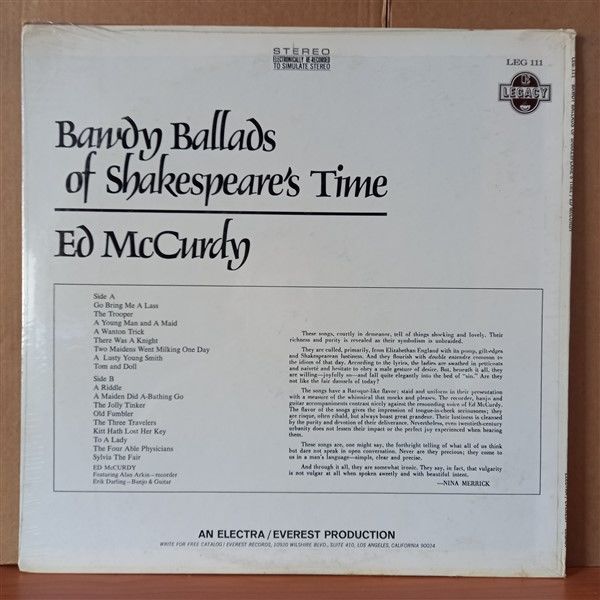 STEREO
ELECTRONICALLY RE-RECORDED
TO SIMULATE STEREO
LEG 111
LEGACY
Bawdy Ballads
of Shakespeare's Time
Ed McCurdy
Side A
Go Bring Me A Lass
The Trooper
A Young Man and A Maid
A Wanton Trick
There Was A Knight
Two Maidens Went Milking One Day
A Lusty Young Smith
Tom and Doll
Side B
A Riddle
A Maiden Did A-Bathing Go
The Jolly Tinker
Old Fumbler
The Three Travelers
Kitt Hath Lost Her Key
To A Lady
The Four Able Physicians
Sylvia The Fair
ED McCURDY
Featuring Alan Arkin—recorder
Erik Darling—Banjo & Guitar
These songs, courtly in demeanor, tell of things shocking and lovely. Their
richness and purity is revealed as their symbolism is unbraided.
They are culled, primarily, from Elizabethan England with its pomp, gilt-edges
and Shakespearean lustiness. And they flourish with double entendre common to
the idioms of that day. According to the lyrics, the ladies are swathed in petticoats
and naiveté and hesitate to obey a male gesture of desire. But, beneath it all, they
are willing—joyfully so—and fall quite elegantly into the bed of "sin." Are they
not like the fair damsels of today?
The songs have a Baroque-like flavor; staid and uniform in their presentation
with a measure of the whimsical that mocks and pleases. The recorder, banjo and
guitar accompaniments contrast nicely against the resounding voice of Ed McCurdy.
The flavor of the songs gives the impression of tongue-in-cheek seriousness; they
are risque, often ribald, but always boast great grandeur. Their lustiness is cleansed
by the purity and devotion of their deliverance. Nevertheless, even twentieth-century
urbanity does not lessen their impact or the perfect joy experienced when hearing
them.
These songs are, one might say, the forthright telling of what all of us think
but dare not speak in open conversation. Never are they precious; they come to
us in a man's language—simple, clear and precise.
And through it all, they are somewhat ironic. They say, in fact, that vulgarity
is not vulgar at all when spoken sweetly and with beautiful intent.
—NINA MERRICK
AN ELECTRA/EVEREST PRODUCTION
WRITE FOR FREE CATALOG/EVEREST RECORDS, 10920 WILSHIRE BLVD., SUITE 410, LOS ANGELES, CALIFORNIA 90024